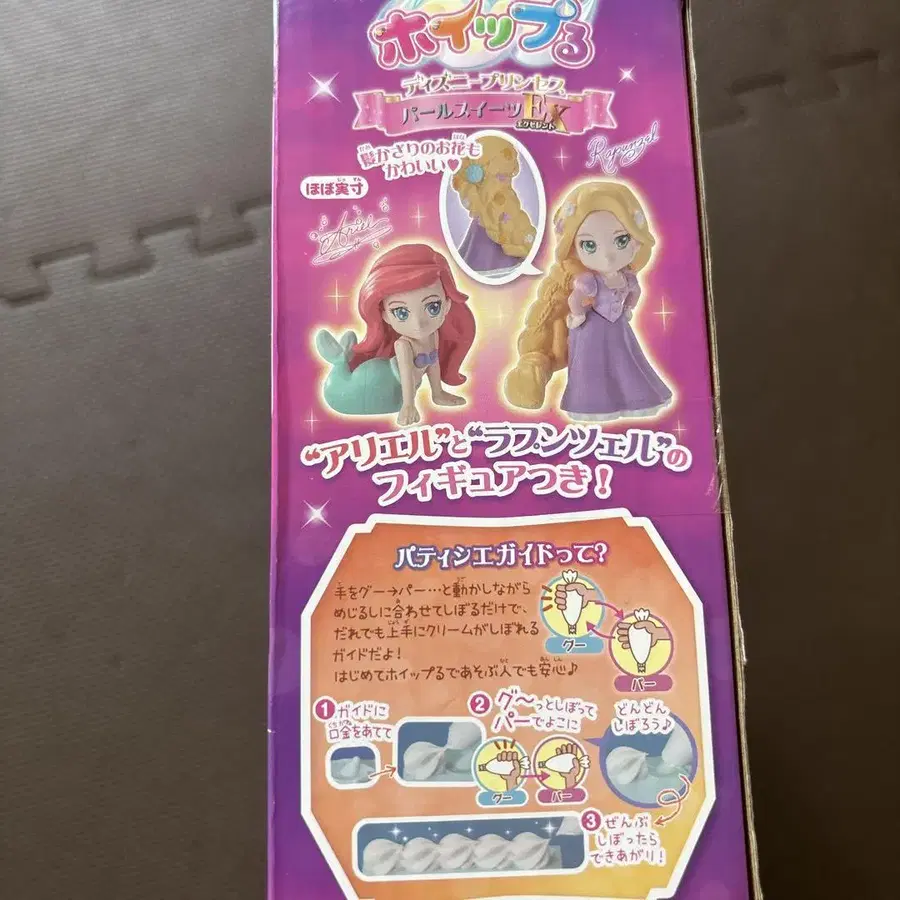 ホイップる
ディズニープリンセス
パールスイーツEX
エクセレント
髪かざりのお花も
かわいい♥
Rapunzel
ほぼ実寸
Ariel
“アリエル”と“ラプンツェル”の
フィギュアつき!
パティシエガイドって?
手をグー→パー…と動かしながら
めじるしに合わせてしぼるだけで、
だれでも上手にクリームがしぼれる
ガイドだよ!
はじめてホイップるであそぶ人でも安心♪
グー
パー
1 ガイドに
口金をあてて
2 グ〜っとしぼって
パーでよこに
グー
パー
どんどん
しぼろう♪
3 ぜんぶ
しぼったら
できあがり!